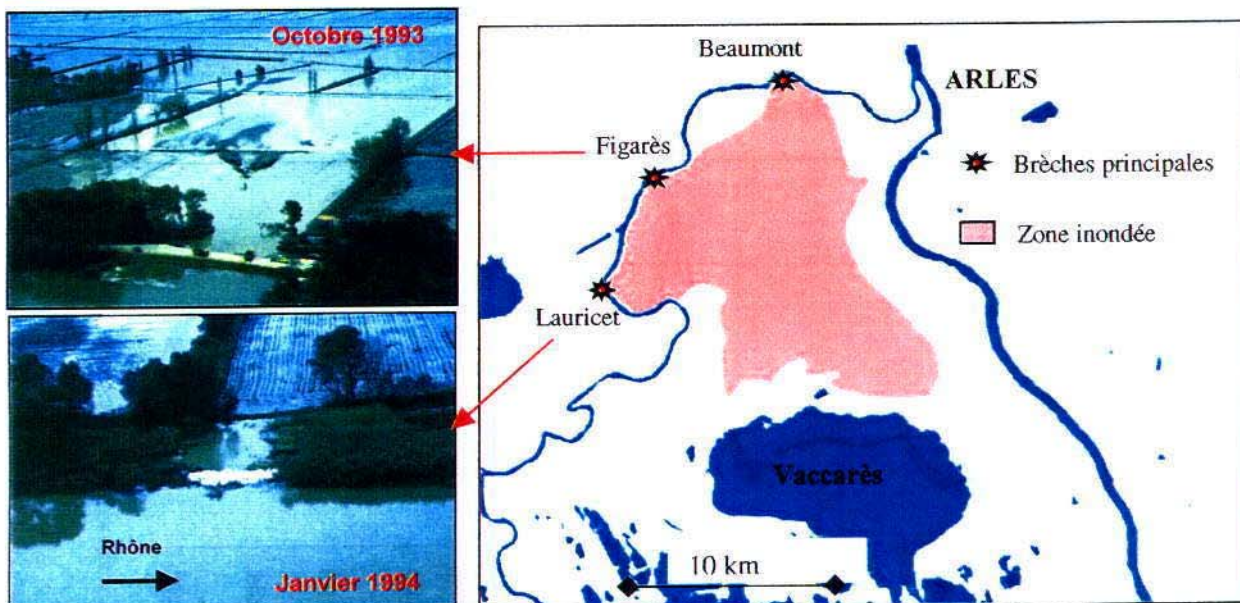 Octobre 1993
Rhône
Janvier 1994
Beaumont
ARLES
Figarès
Brèches principales
Zone inondée
Lauricet
Vaccarès
10 km